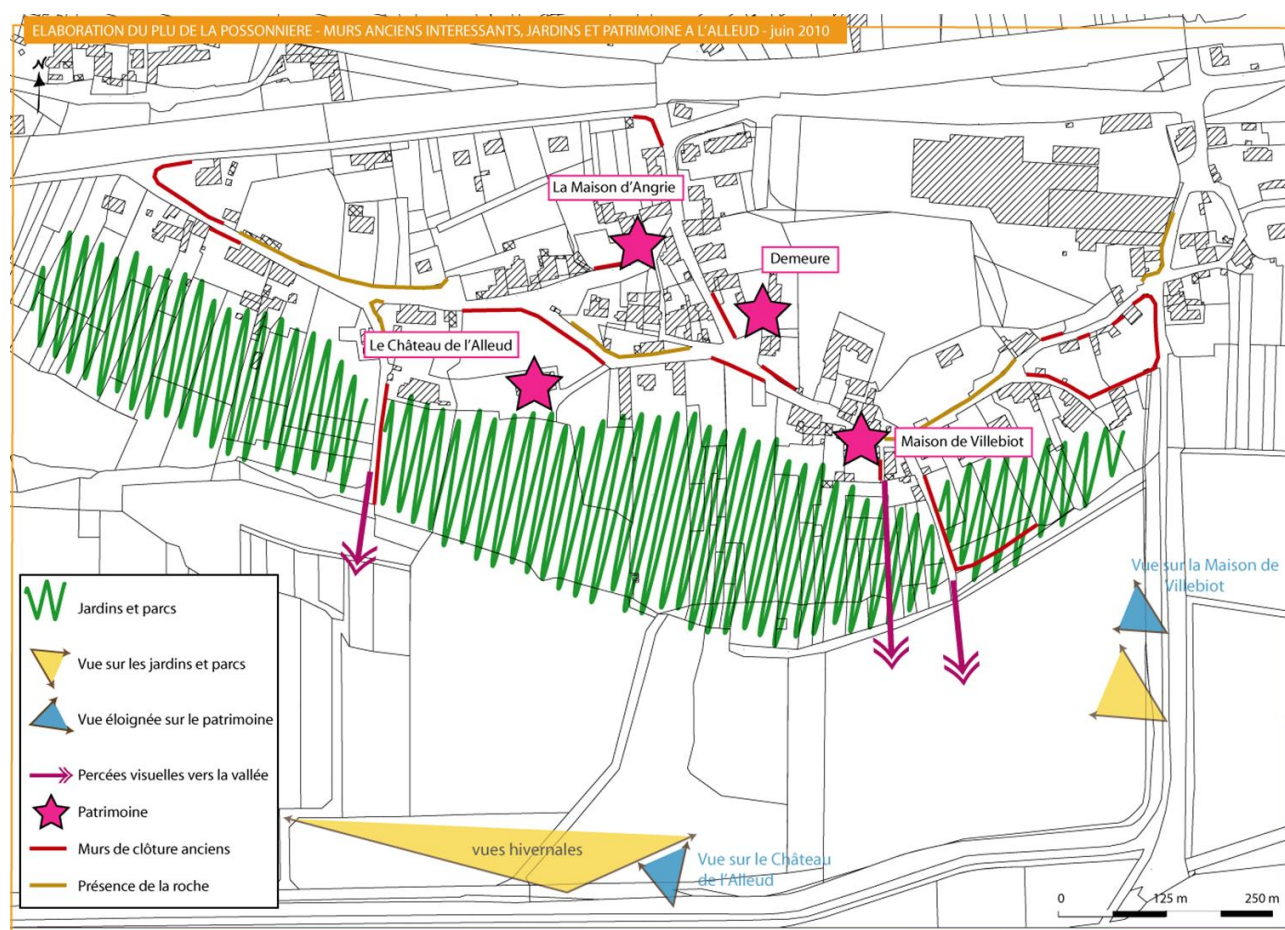 ELABORATION DU PLU DE LA POSSONNIERE - MURS ANCIENS INTERESSANTS, JARDINS ET PATRIMOINE A L'ALLEUD - juin 2010
N
La Maison d'Angrie
Demeure
Le Château de l'Alleud
Maison de Villebiot
Vue sur la Maison de
Villebiot
Jardins et parcs
Vue sur les jardins et parcs
Vue éloignée sur le patrimoine
Percées visuelles vers la vallée
Patrimoine
Murs de clôture anciens
Présence de la roche
vues hivernales
Vue sur le Château
de l'Alleud
0 125 m 250 m